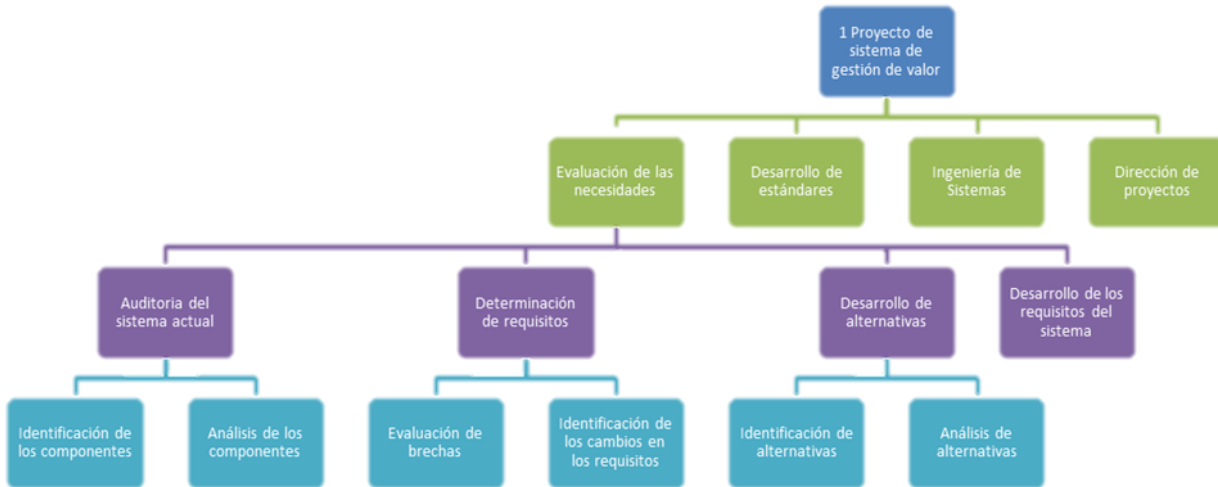 1 Proyecto de
sistema de
gestión de valor
Evaluación de las
necesidades
Desarrollo de
estándares
Ingeniería de
Sistemas
Dirección de
proyectos
Auditoria del
sistema actual
Determinación
de requisitos
Desarrollo de
alternativas
Desarrollo de los
requisitos del
sistema
Identificación de
los componentes
Análisis de los
componentes
Evaluación de
brechas
Identificación de
los cambios en
los requisitos
Identificación de
alternativas
Análisis de
alternativas